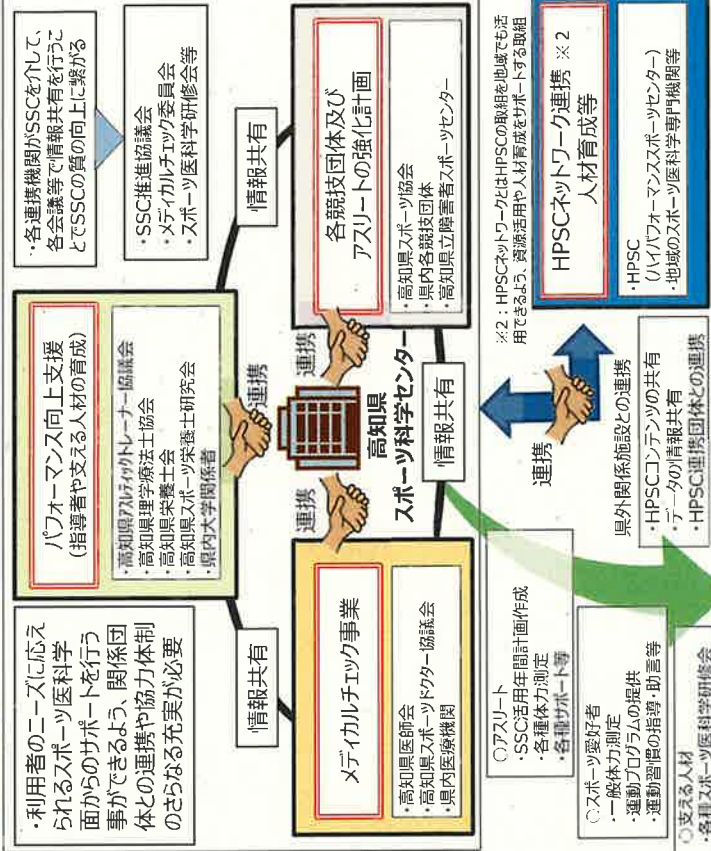 ・利用者のニーズに応え
られるスポーツ医科学
面からのサポートを行う
事ができるよう、関係団
体との連携や協力体制
のさらなる充実が必要
パフォーマンス向上支援
(指導者や支える人材の育成)
・高知県アスレティックトレーナー協議会
・高知県理学療法士協会
・高知県栄養士会
・高知県スポーツ栄養士研究会
・県内大学関係者
・各連携機関がSSCを介して、
各会議等で情報共有を行うこ
とでSSCの質の向上に繋がる
・SSC推進協議会
・メディカルチェック委員会
・スポーツ医科学研修会等
情報共有
情報共有
連携
連携
連携
メディカルチェック事業
・高知県医師会
・高知県スポーツドクター協議会
・県内医療機関
高知県
スポーツ科学センター
各競技団体及び
アスリートの強化計画
・高知県スポーツ協会
・県内各競技団体
・高知県立障害者スポーツセンター
情報共有
○アスリート
・SSC活用年間計画作成
・各種体力測定
・各種サポート等
○スポーツ愛好者
・一般体力測定
・運動プログラムの提供
・運動習慣の指導・助言等
○支える人材
・各種スポーツ医科学研修会
連携
県外関係施設との連携
・HPSCコンテンツの共有
・データの情報共有
・HPSC連携団体との連携
※2:HPSCネットワークとはHPSCの取組を地域でも活
用できるよう、資源活用や人材育成をサポートする取組
HPSCネットワーク連携 ※2
人材育成等
・HPSC
(ハイパフォーマンススポーツセンター)
・地域のスポーツ医科学専門機関等